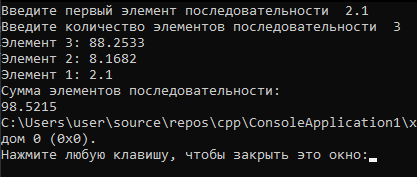 Введите первый элемент последовательности  2.1
Введите количество элементов последовательности  3
Элемент 3: 88.2533
Элемент 2: 8.1682
Элемент 1: 2.1
Сумма элементов последовательности:
98.5215
C:\Users\user\source\repos\cpp\ConsoleApplication1\x
дом 0 (0x0).
Нажмите любую клавишу, чтобы закрыть это окно: